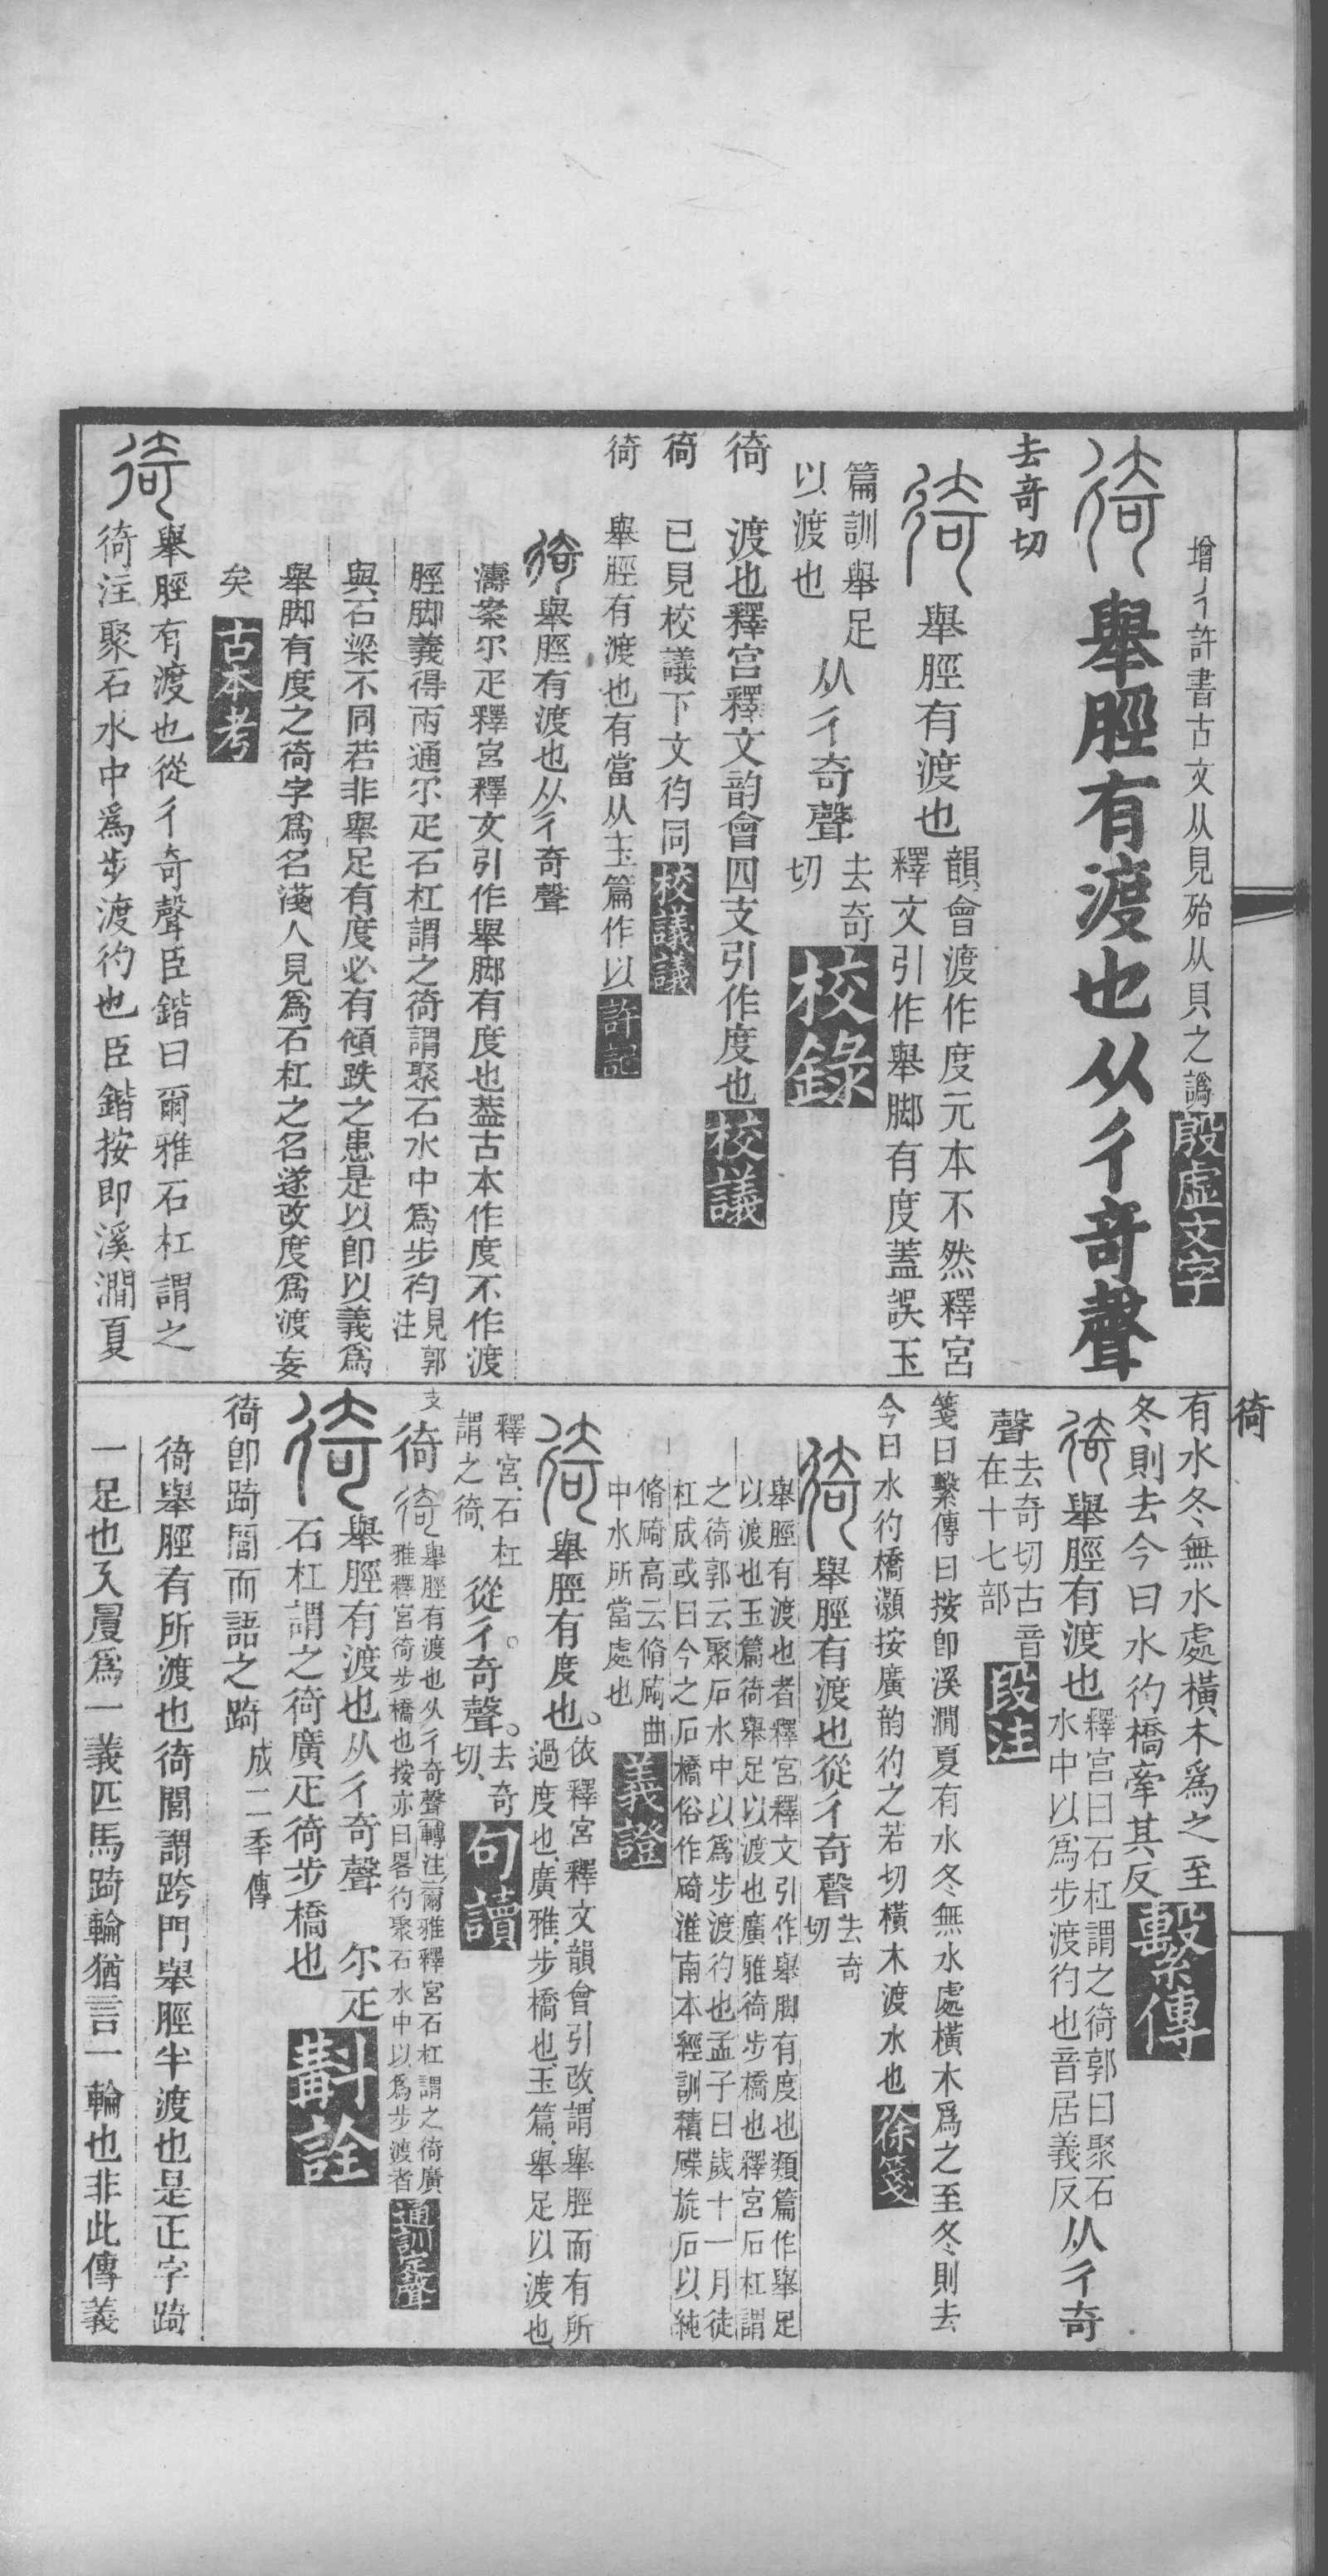 增彳許書古文从見殆从貝之譌殷虛文字
徛舉脛有渡也从彳奇聲
去奇切
徛舉脛有渡也韻會渡作度元本不然釋宮
釋文引作舉脚有度蓋誤玉
篇訓舉足
以渡也从彳奇聲去奇
切校錄
徛 渡也釋宫釋文韵會四支引作度也校議
徛 已見校議下文彴同校議議
徛 舉脛有渡也有當从玉篇作以許記
徛舉脛有渡也从彳奇聲
濤案尒疋釋宮釋文引作舉脚有度也葢古本作度不作渡
脛脚義得兩通尒疋石杠謂之徛謂聚石水中爲步彴見郭
注
與石梁不同若非舉足有度必有傾跌之患是以卽以義爲
舉脚有度之徛字爲名淺人見爲石杠之名遂改度爲渡妄
矣古本考
徛舉脛有渡也從彳奇聲臣鍇曰爾雅石杠謂之
徛注聚石水中爲步渡彴也臣鍇按即溪澗夏
徛
有水冬無水處橫木爲之至
冬則去今曰水彴橋牽其反繫傳
徛舉脛有渡也釋宫曰石杠謂之徛郭曰聚石
水中以爲步渡彴也音居義反从彳奇
聲去奇切古音
在十七部段注
箋曰繫傳曰按卽溪澗夏有水冬無水處橫木爲之至冬則去
今曰水彴橋灝按廣韵彴之若切橫木渡水也徐箋
徛舉脛有渡也從彳奇聲去奇
切
舉脛有渡也者釋宮釋文引作舉脚有度也類篇作舉足
以渡也玉篇徛舉足以渡也廣雅徛步橋也釋宮石杠謂
之徛郭云聚石水中以爲步渡彴也孟子曰歲十一月徒
杠成或曰今之石橋俗作碕淮南本經訓積牒旋石以純
脩碕高云脩碕曲
中水所當處也義證
徛舉脛有度也。依釋宮釋文韻會引改、謂舉脛而有所
過度也、廣雅、步橋也、玉篇、舉足以渡也、
釋宮、石杠
謂之徛、從彳。奇聲。去奇
切、句讀
支
徛徛舉脛有渡也从彳奇聲轉注爾雅釋宮石杠謂之徛廣
雅釋宮徛步橋也按亦曰畧彴聚石水中以爲步渡者通訓定聲
徛舉脛有渡也从彳奇聲 尒疋
石杠謂之徛廣疋徛步橋也斠詮
徛卽踦閭而語之踦成二季傳
徛舉脛有所渡也徛閭謂跨門舉脛半渡也是正字踦
一足也又屨爲一義匹馬踦輪猶言一輪也非此傳義